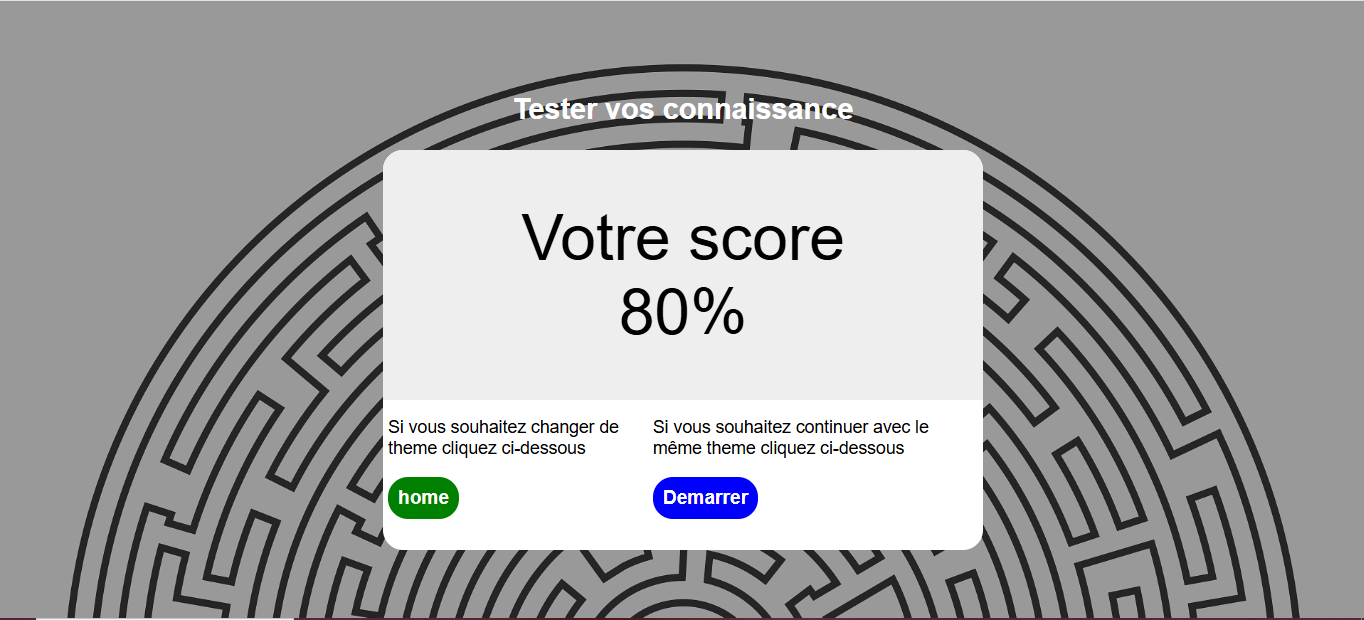 Tester vos connaissance
Votre score
80%
Si vous souhaitez changer de
theme cliquez ci-dessous
home
Si vous souhaitez continuer avec le
même theme cliquez ci-dessous
Demarrer